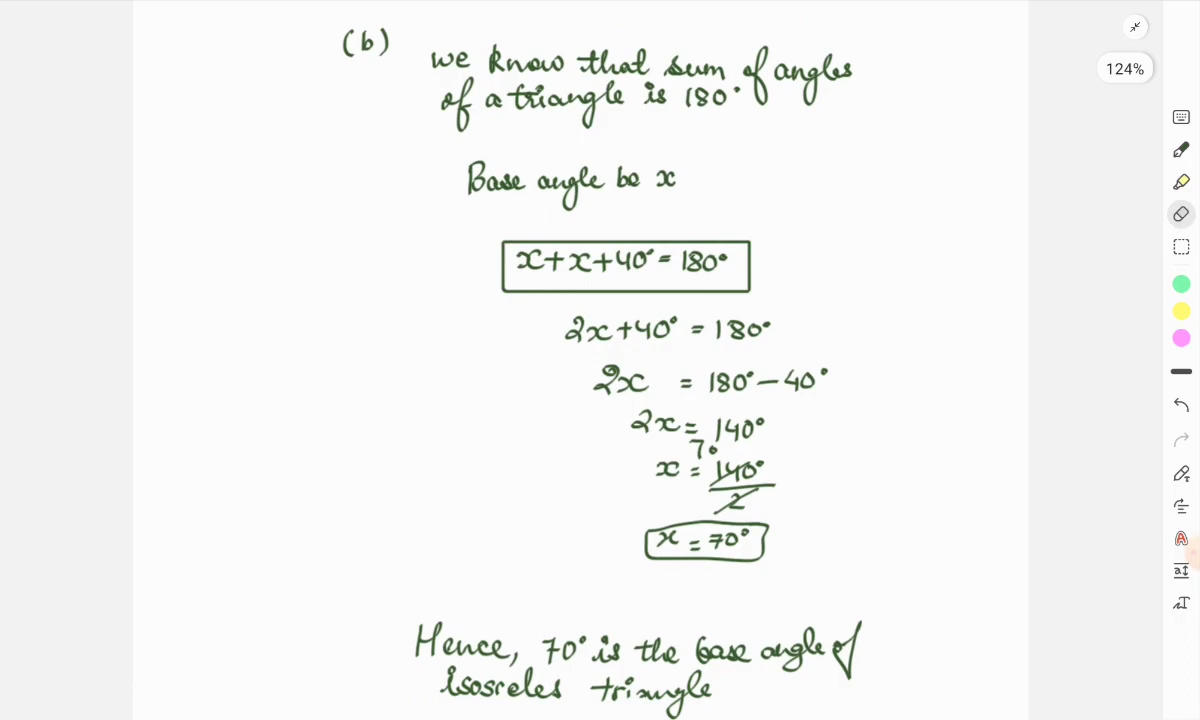 124%
(b) we know that sum of angles
of a triangle is 180°
Base angle be x
x+x+40°=180°
2x+40° = 180°
2x = 180°-40°
2x = 140°
70
x = 140°
2
x = 70°
Hence, 70° is the base angle of
isosreles triangle